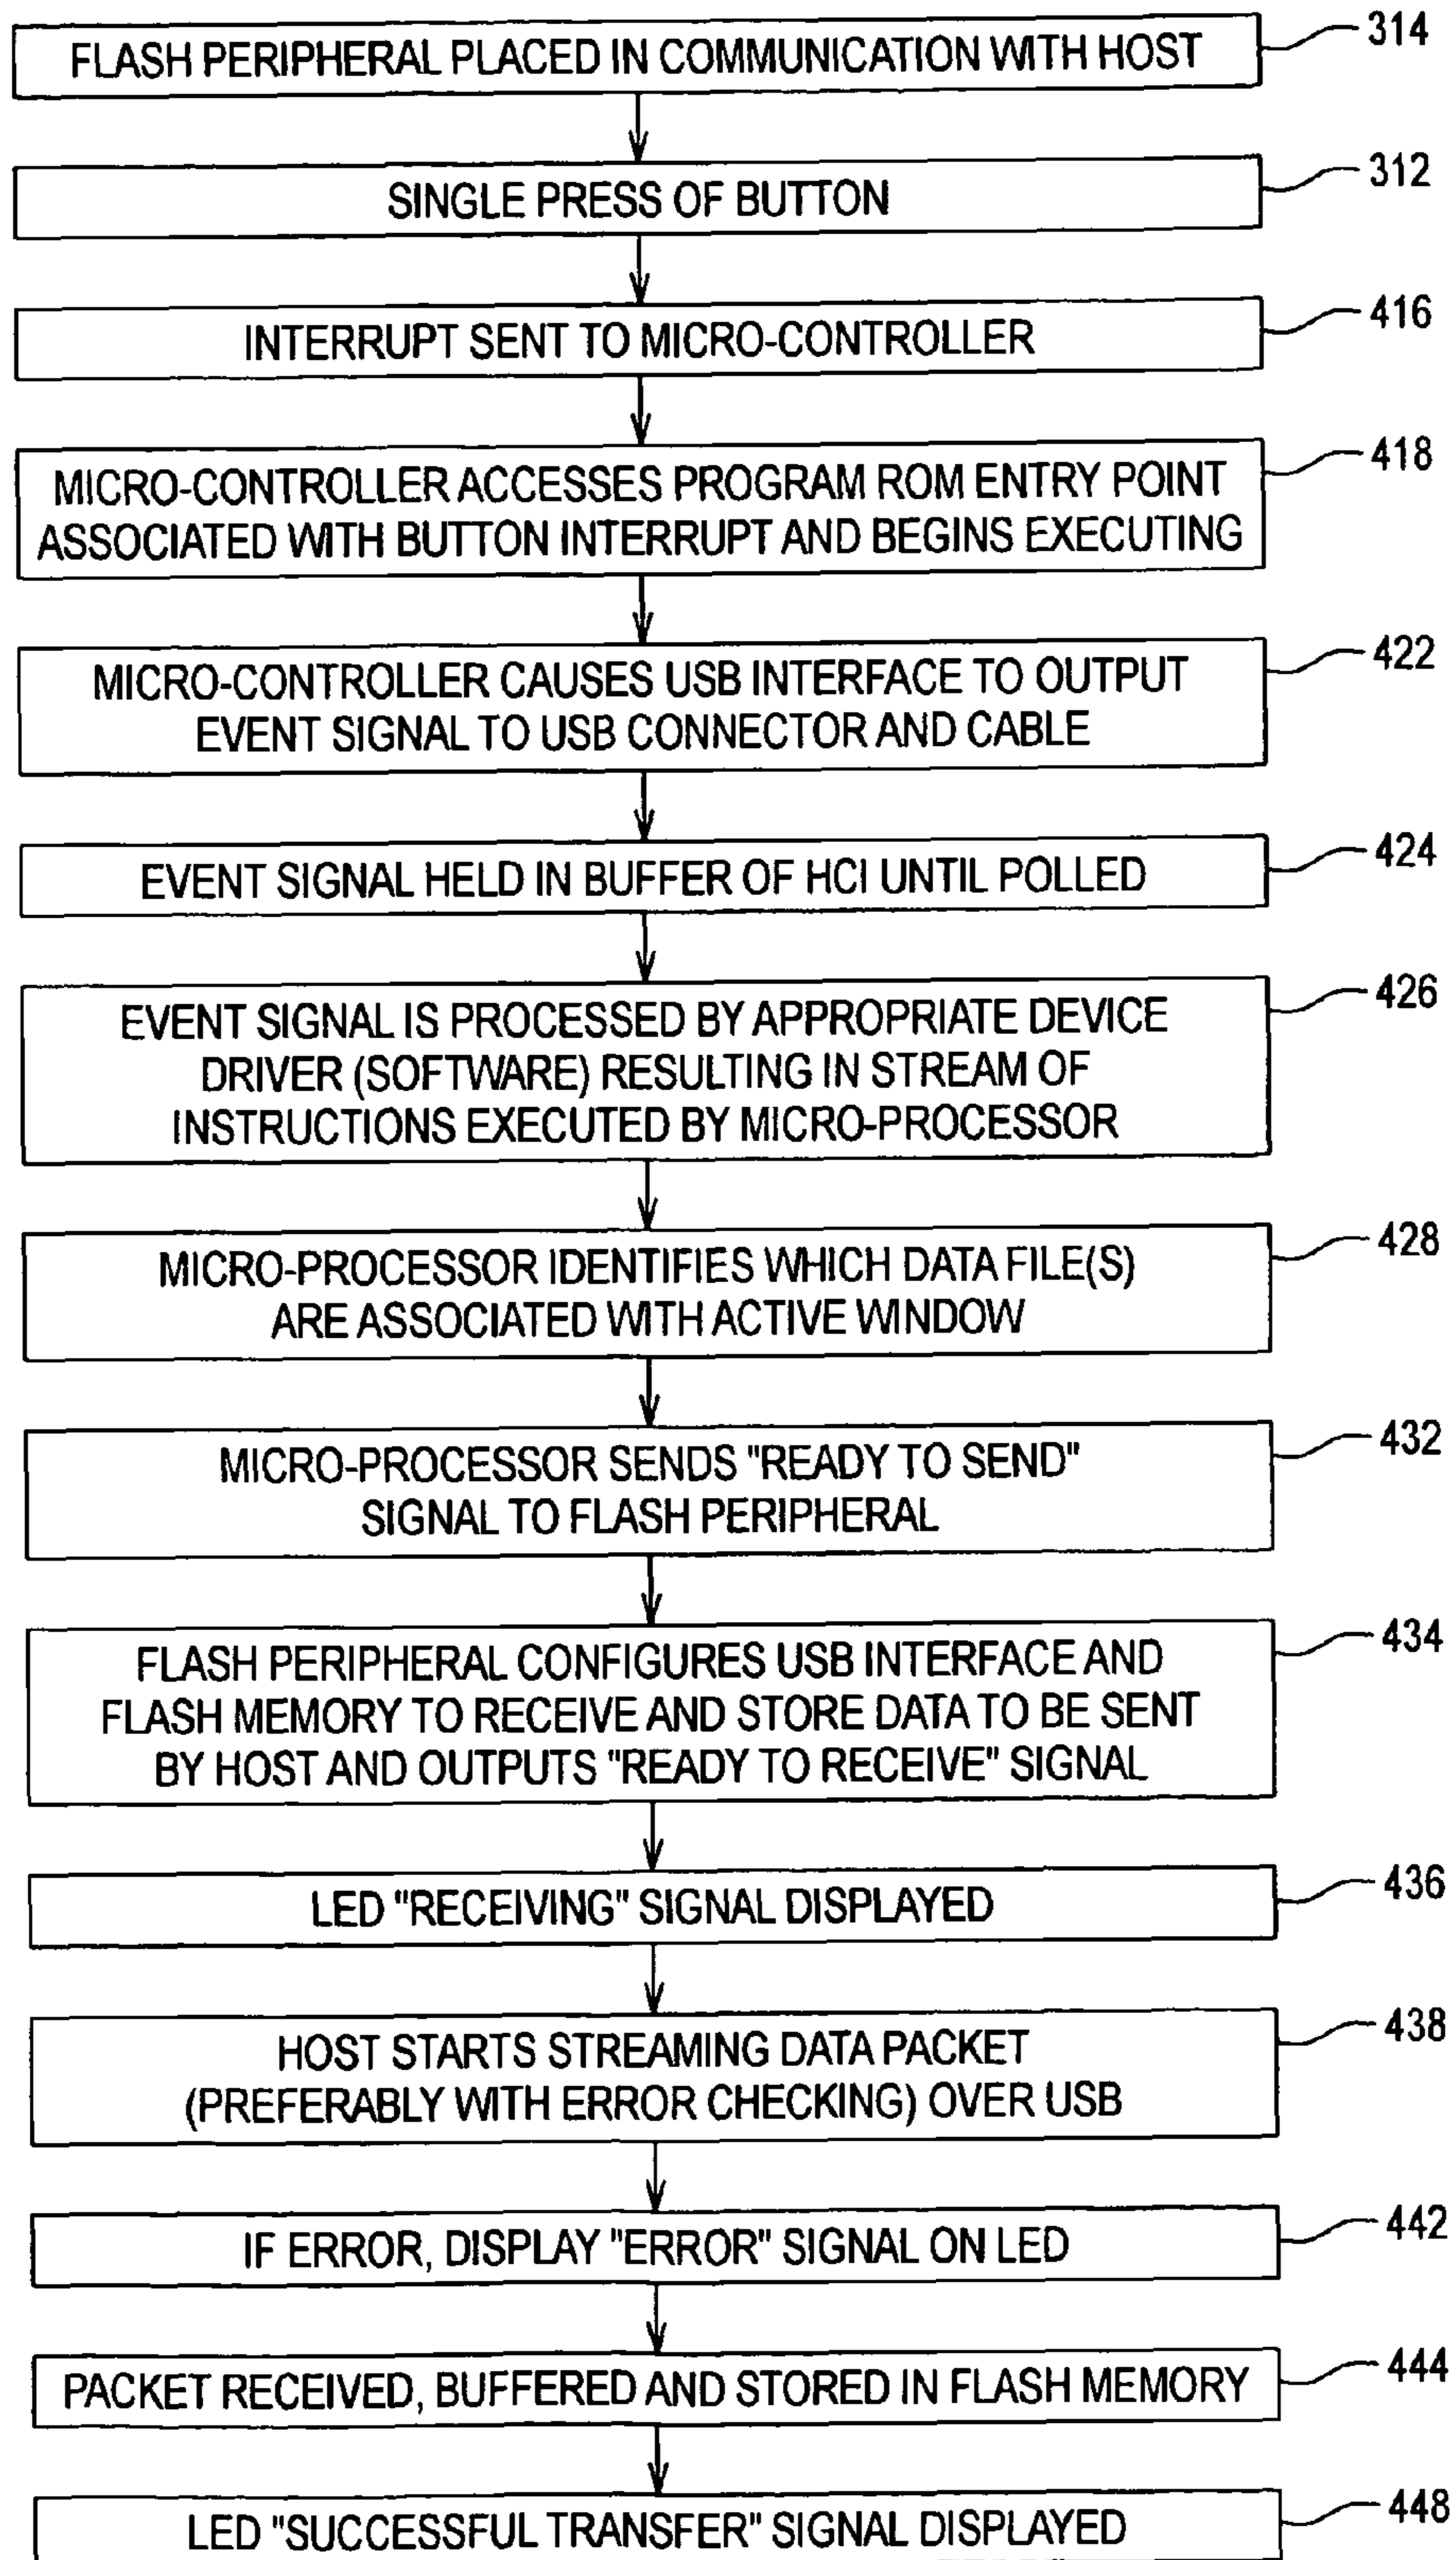 FLASH PERIPHERAL PLACED IN COMMUNICATION WITH HOST
314
SINGLE PRESS OF BUTTON
312
INTERRUPT SENT TO MICRO-CONTROLLER
416
MICRO-CONTROLLER ACCESSES PROGRAM ROM ENTRY POINT
ASSOCIATED WITH BUTTON INTERRUPT AND BEGINS EXECUTING
418
MICRO-CONTROLLER CAUSES USB INTERFACE TO OUTPUT
EVENT SIGNAL TO USB CONNECTOR AND CABLE
422
EVENT SIGNAL HELD IN BUFFER OF HCI UNTIL POLLED
424
EVENT SIGNAL IS PROCESSED BY APPROPRIATE DEVICE
DRIVER (SOFTWARE) RESULTING IN STREAM OF
INSTRUCTIONS EXECUTED BY MICRO-PROCESSOR
426
MICRO-PROCESSOR IDENTIFIES WHICH DATA FILE(S)
ARE ASSOCIATED WITH ACTIVE WINDOW
428
MICRO-PROCESSOR SENDS "READY TO SEND"
SIGNAL TO FLASH PERIPHERAL
432
FLASH PERIPHERAL CONFIGURES USB INTERFACE AND
FLASH MEMORY TO RECEIVE AND STORE DATA TO BE SENT
BY HOST AND OUTPUTS "READY TO RECEIVE" SIGNAL
434
LED "RECEIVING" SIGNAL DISPLAYED
436
HOST STARTS STREAMING DATA PACKET
(PREFERABLY WITH ERROR CHECKING) OVER USB
438
IF ERROR, DISPLAY "ERROR" SIGNAL ON LED
442
PACKET RECEIVED, BUFFERED AND STORED IN FLASH MEMORY
444
LED "SUCCESSFUL TRANSFER" SIGNAL DISPLAYED
448